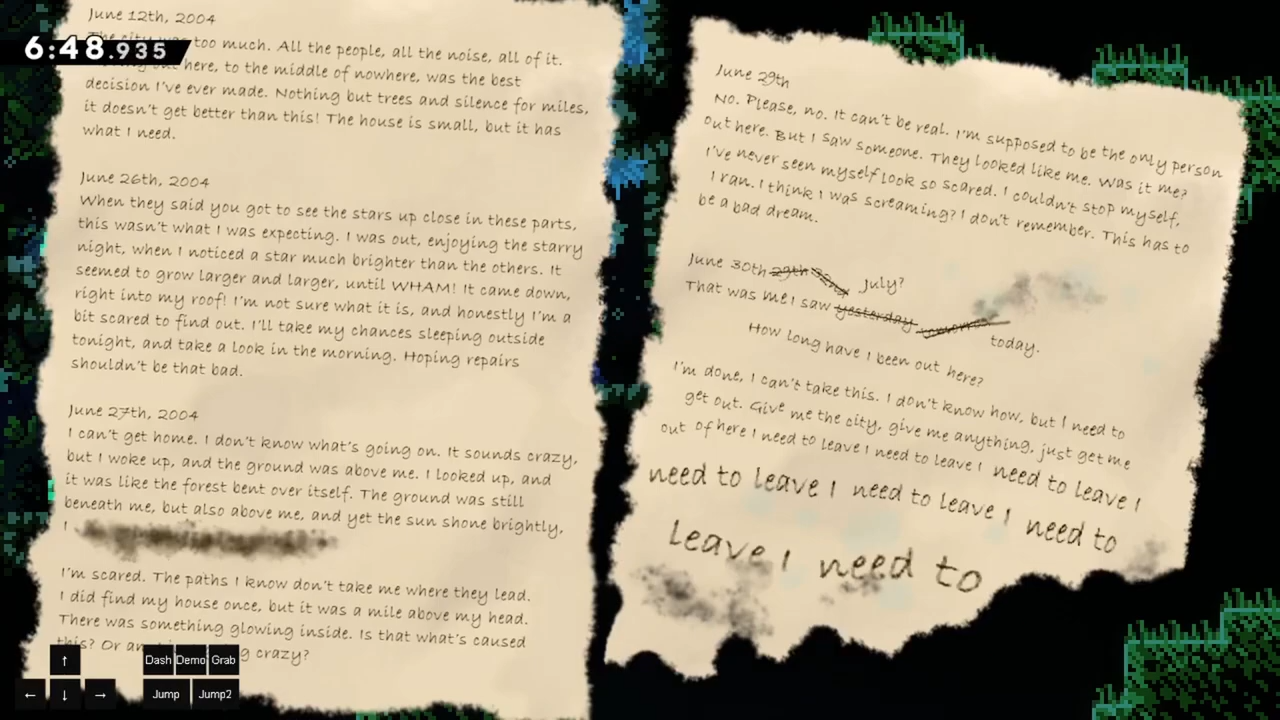 6:48.935
June 12th, 2004
The city was too much. All the people, all the noise, all of it.
out here, to the middle of nowhere, was the best
decision I've ever made. Nothing but trees and silence for miles,
it doesn't get better than this! The house is small, but it has
what I need.
June 26th, 2004
When they said you got to see the stars up close in these parts,
this wasn't what I was expecting. I was out, enjoying the starry
night, when I noticed a star much brighter than the others. It
seemed to grow larger and larger, until WHAM! It came down,
right into my roof! I'm not sure what it is, and honestly I'm a
bit scared to find out. I'll take my chances sleeping outside
tonight, and take a look in the morning. Hoping repairs
shouldn't be that bad.
June 27th, 2004
I can't get home. I don't know what's going on. It sounds crazy,
but I woke up, and the ground was above me. I looked up, and
it was like the forest bent over itself. The ground was still
beneath me, but also above me, and yet the sun shone brightly,
I
I'm scared. The paths I know don't take me where they lead.
I did find my house once, but it was a mile above my head.
There was something glowing inside. Is that what's caused
this? Or am crazy?
June 29th
No. Please, no. It can't be real. I'm supposed to be the only person
out here. But I saw someone. They looked like me. Was it me?
I've never seen myself look so scared. I couldn't stop myself,
I ran. I think I was screaming? I don't remember. This has to
be a bad dream.
June 30th 29th July?
That was me I saw yesterday tomorrow today.
How long have I been out here?
I'm done, I can't take this. I don't know how, but I need to
get out. Give me the city, give me anything, just get me
out of here I need to leave I need to leave I need to leave I
need to leave I need to leave I need to
leave I need to
↑ Dash Demo Grab
← ↓ → Jump Jump2